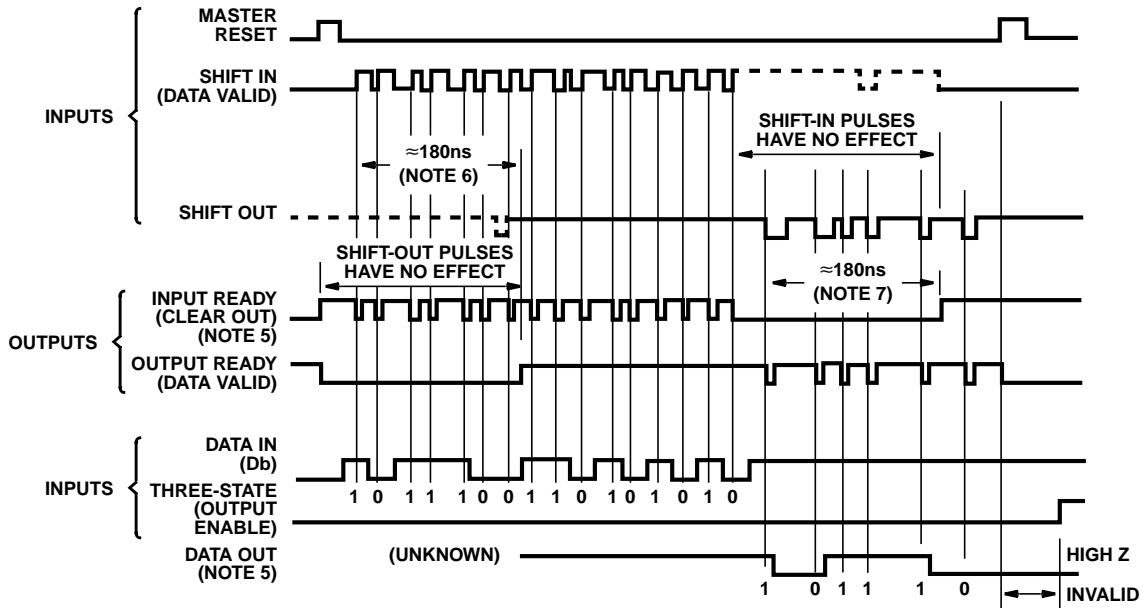 MASTER
RESET
SHIFT IN
(DATA VALID)
INPUTS
SHIFT-IN PULSES
HAVE NO EFFECT
≈180ns
(NOTE 6)
SHIFT OUT
SHIFT-OUT PULSES
HAVE NO EFFECT
≈180ns
(NOTE 7)
INPUT READY
(CLEAR OUT)
(NOTE 5)
OUTPUTS
OUTPUT READY
(DATA VALID)
DATA IN
(Db)
INPUTS
1 0 1 1 1 0 0 1 1 0 1 0 1 0 1 0
THREE-STATE
(OUTPUT
ENABLE)
DATA OUT
(NOTE 5)
(UNKNOWN)
HIGH Z
1 0 1 1 1 0
INVALID